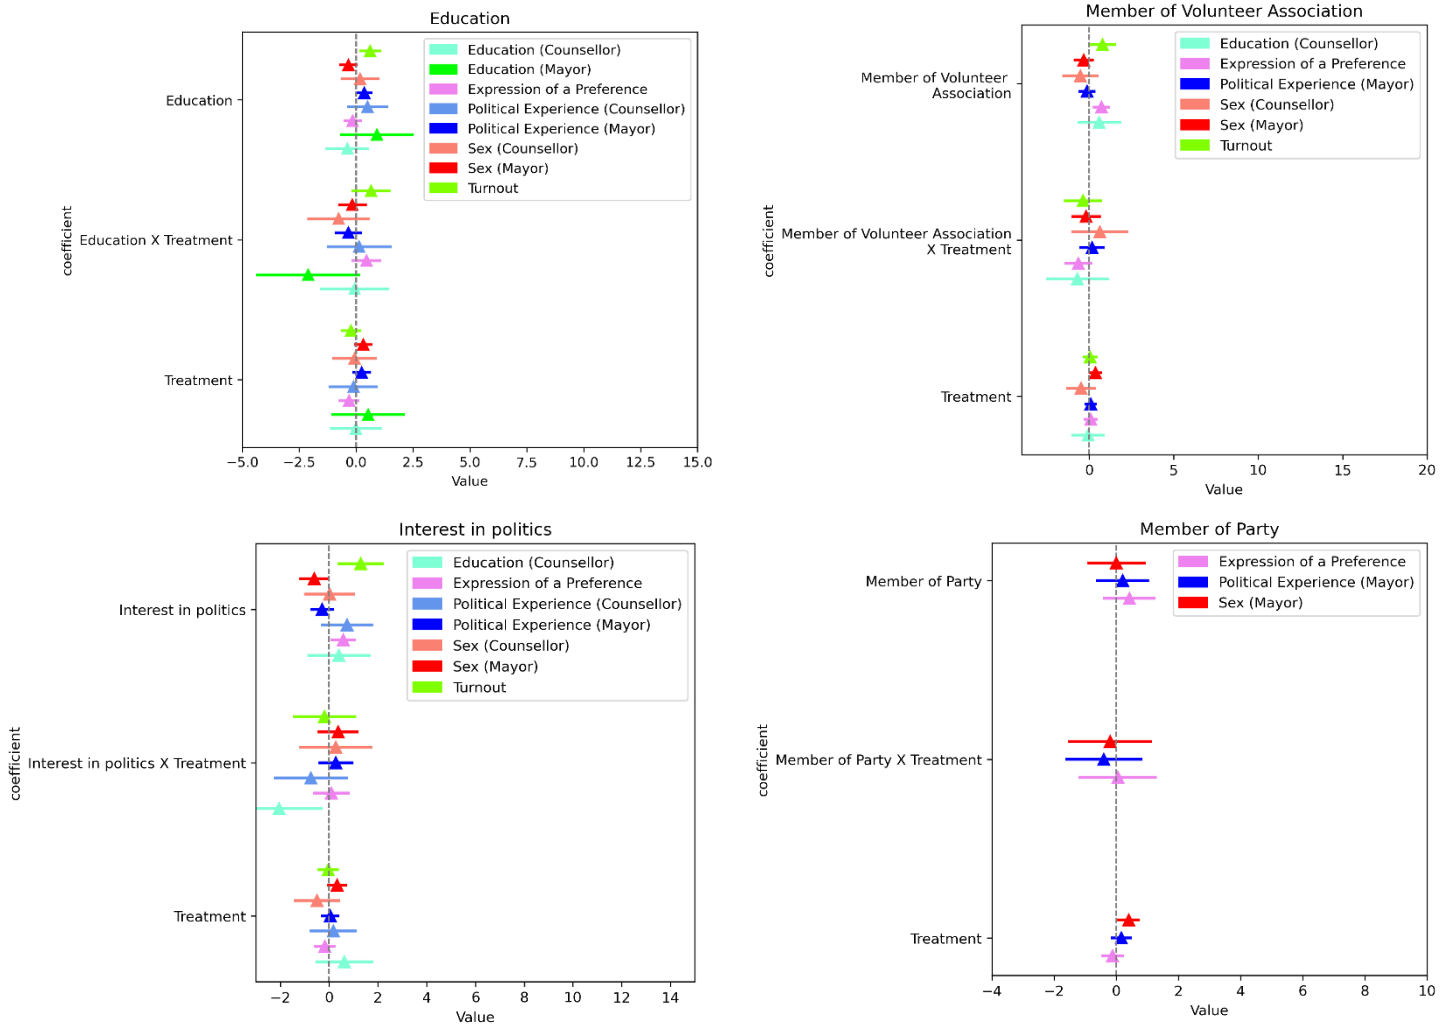 Education
Education (Counsellor)
Education (Mayor)
Expression of a Preference
Political Experience (Counsellor)
Political Experience (Mayor)
Sex (Counsellor)
Sex (Mayor)
Turnout
coefficient
Education
Education X Treatment
Treatment
−5.0 −2.5 0.0 2.5 5.0 7.5 10.0 12.5 15.0
Value
Member of Volunteer Association
Education (Counsellor)
Expression of a Preference
Political Experience (Mayor)
Sex (Counsellor)
Sex (Mayor)
Turnout
coefficient
Member of Volunteer
Association
Member of Volunteer Association
X Treatment
Treatment
0 5 10 15 20
Value
Interest in politics
Education (Counsellor)
Expression of a Preference
Political Experience (Counsellor)
Political Experience (Mayor)
Sex (Counsellor)
Sex (Mayor)
Turnout
coefficient
Interest in politics
Interest in politics X Treatment
Treatment
−2 0 2 4 6 8 10 12 14
Value
Member of Party
Expression of a Preference
Political Experience (Mayor)
Sex (Mayor)
coefficient
Member of Party
Member of Party X Treatment
Treatment
−4 −2 0 2 4 6 8 10
Value